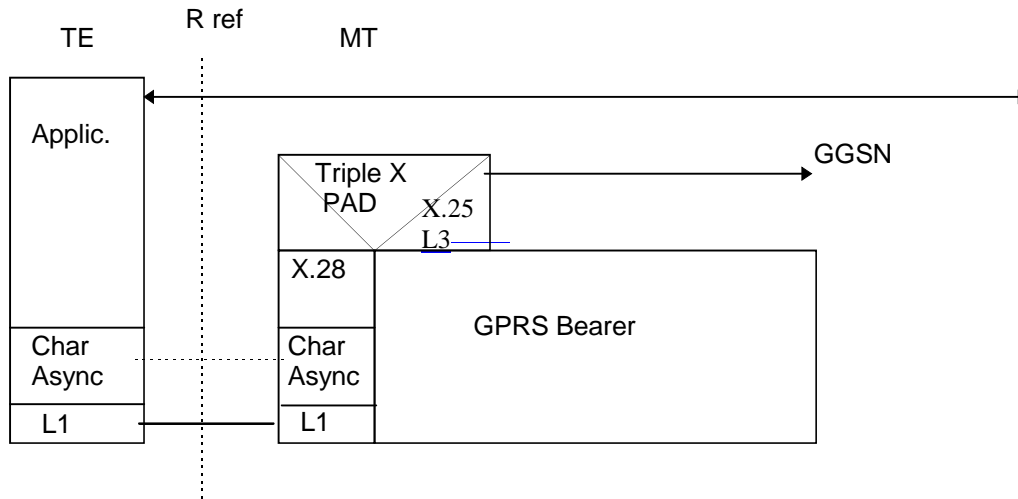 R ref
TE
MT
Applic.
GGSN
Triple X
PAD
X.25
L3
X.28
GPRS Bearer
Char
Async
Char
Async
L1
L1